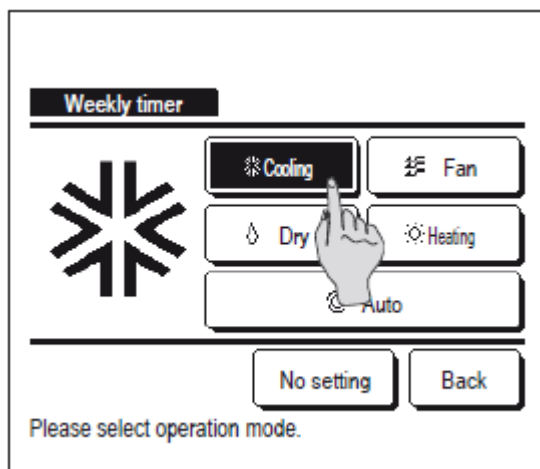 Weekly timer
Cooling
Fan
Dry
Heating
Auto
No setting
Back
Please select operation mode.